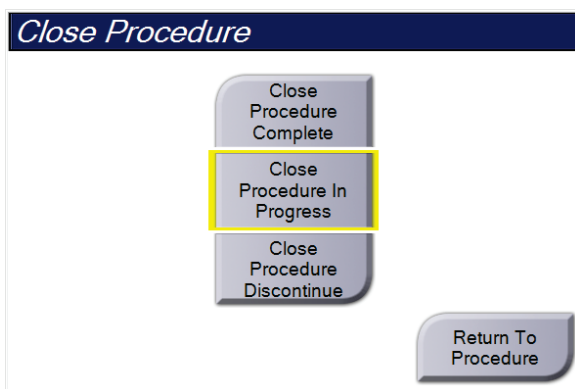 Close Procedure
Close
Procedure
Complete
Close
Procedure In
Progress
Close
Procedure
Discontinue
Return To
Procedure